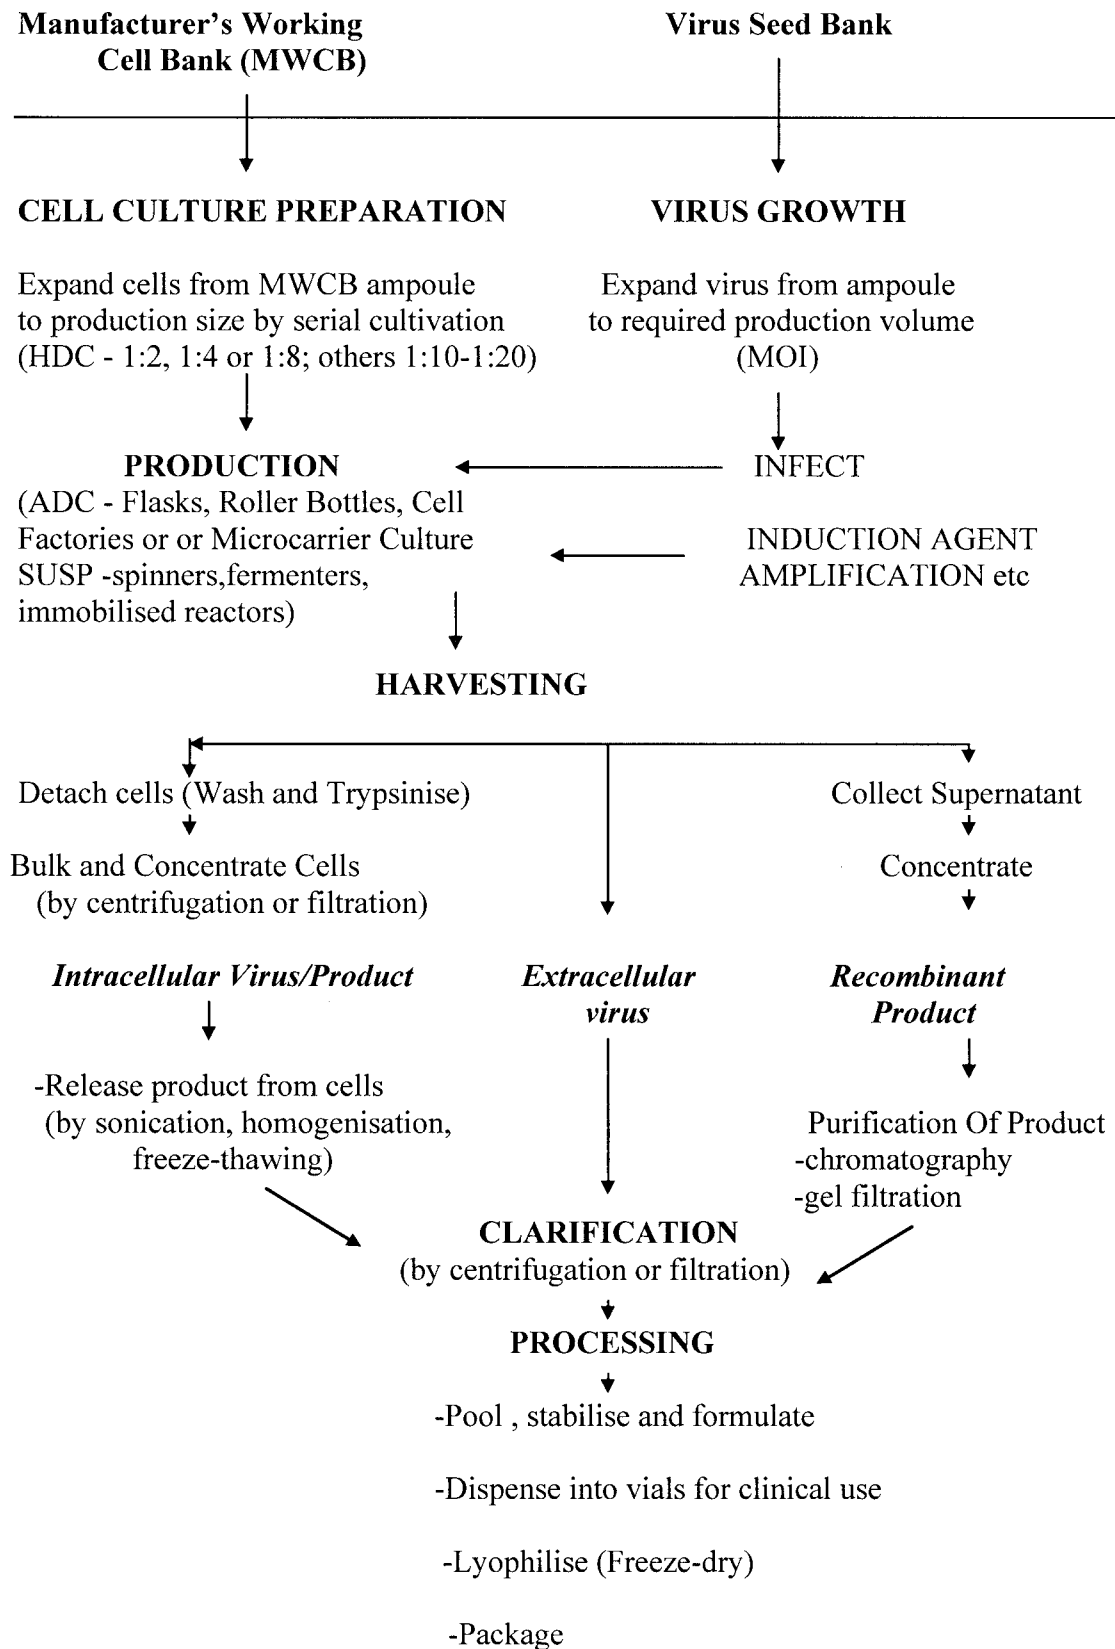 Manufacturer's Working
Cell Bank (MWCB)
Virus Seed Bank
CELL CULTURE PREPARATION
VIRUS GROWTH
Expand cells from MWCB ampoule
to production size by serial cultivation
(HDC - 1:2, 1:4 or 1:8; others 1:10-1:20)
Expand virus from ampoule
to required production volume
(MOI)
PRODUCTION
INFECT
(ADC - Flasks, Roller Bottles, Cell
Factories or or Microcarrier Culture
SUSP -spinners,fermenters,
immobilised reactors)
INDUCTION AGENT
AMPLIFICATION etc
HARVESTING
Detach cells (Wash and Trypsinise)
Bulk and Concentrate Cells
(by centrifugation or filtration)
Collect Supernatant
Concentrate
Intracellular Virus/Product
Extracellular
virus
Recombinant
Product
-Release product from cells
(by sonication, homogenisation,
freeze-thawing)
Purification Of Product
-chromatography
-gel filtration
CLARIFICATION
(by centrifugation or filtration)
PROCESSING
-Pool , stabilise and formulate
-Dispense into vials for clinical use
-Lyophilise (Freeze-dry)
-Package